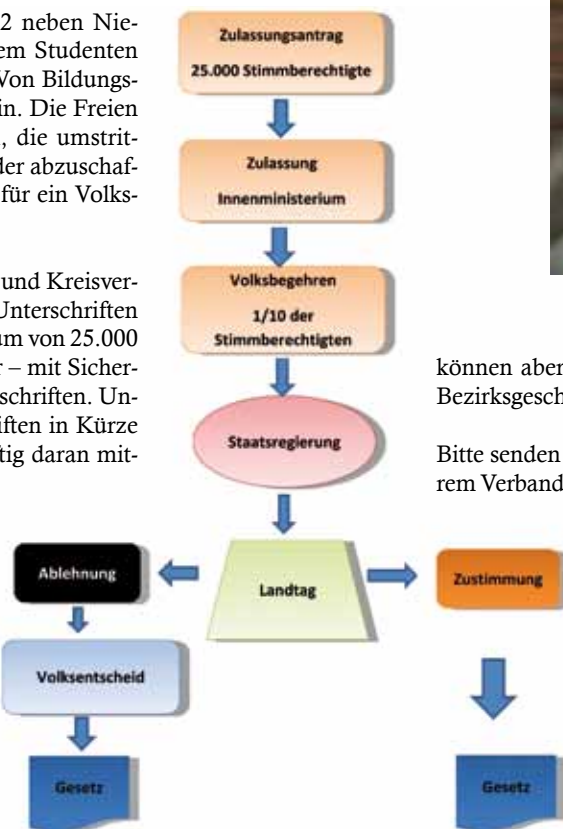 2 neben Nie-
em Studenten
Von Bildungs-
in. Die Freien
, die umstrit-
der abzuschaf-
für ein Volks-
und Kreisver-
Unterschriften
um von 25.000
r – mit Sicher-
schriften. Un-
iften in Kürze
tig daran mit-
Zulassungsantrag
25.000 Stimmberechtigte
Zulassung
Innenministerium
Volksbegehren
1/10 der
Stimmberechtigten
Staatsregierung
Landtag
Ablehnung
Volksentscheid
Gesetz
Zustimmung
Gesetz
können aber
Bezirksgesch
Bitte senden
rem Verband